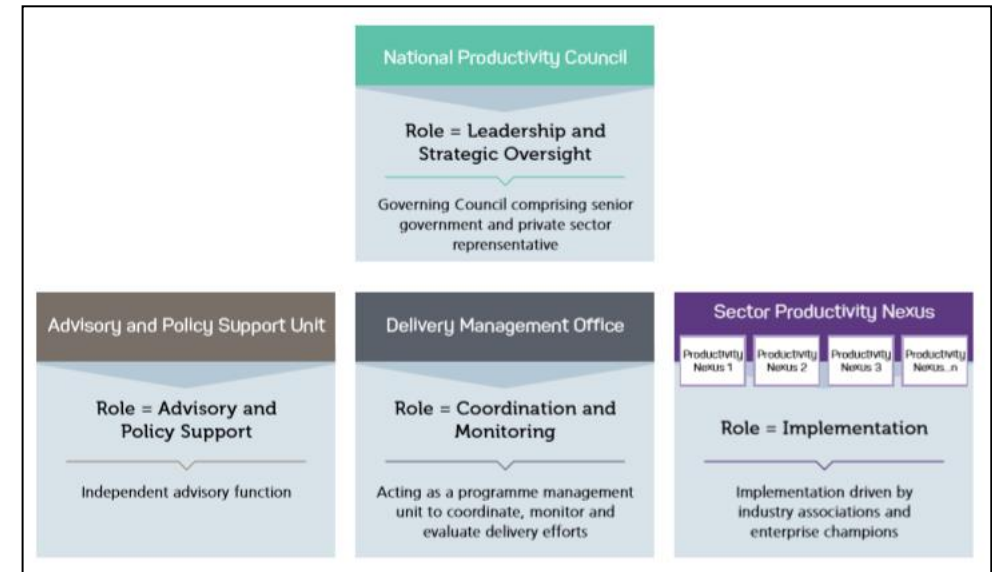 National Productivity Council
Role = Leadership and
Strategic Oversight
Governing Council comprising senior
government and private sector
reprensentative
Advisory and Policy Support Unit
Role = Advisory and
Policy Support
Independent advisory function
Delivery Management Office
Role = Coordination and
Monitoring
Acting as a programme management
unit to coordinate, monitor and
evaluate delivery efforts
Sector Productivity Nexus
Productivity
Nexus 1
Productivity
Nexus 2
Productivity
Nexus 3
Productivity
Nexus...n
Role = Implementation
Implementation driven by
industry associations and
enterprise champions